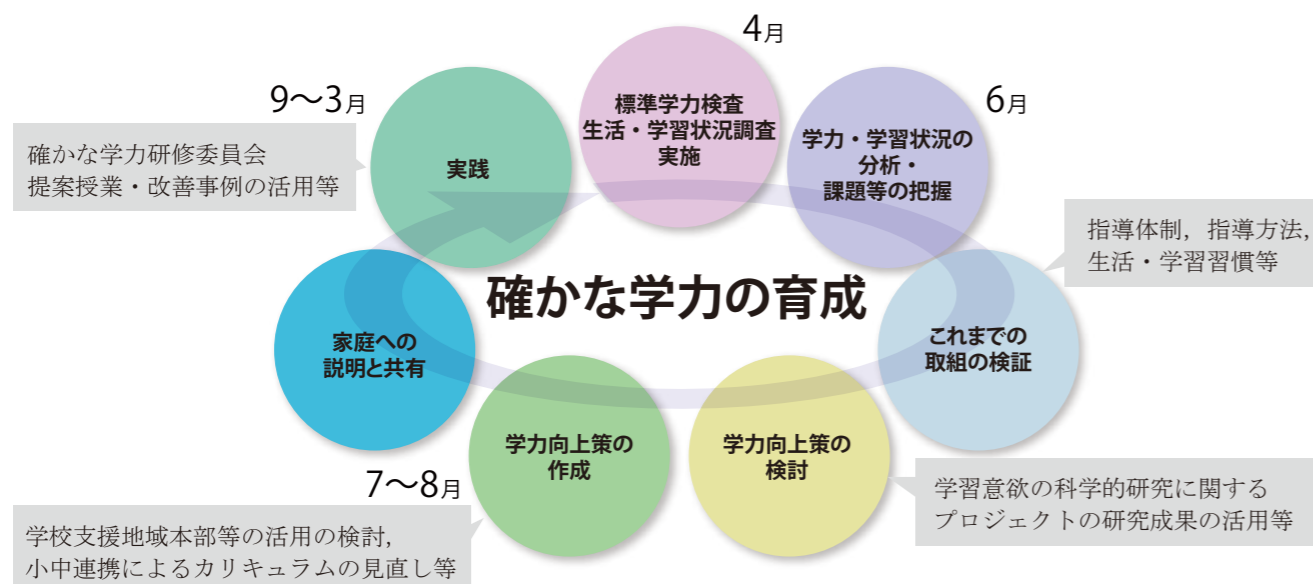 4月
標準学力検査
生活・学習状況調査
実施
6月
学力・学習状況の
分析・
課題等の把握
指導体制，指導方法，
生活・学習習慣等
これまでの
取組の検証
学力向上策の
検討
学習意欲の科学的研究に関する
プロジェクトの研究成果の活用等
7〜8月
学力向上策の
作成
学校支援地域本部等の活用の検討，
小中連携によるカリキュラムの見直し等
家庭への
説明と共有
9〜3月
実践
確かな学力研修委員会
提案授業・改善事例の活用等
確かな学力の育成